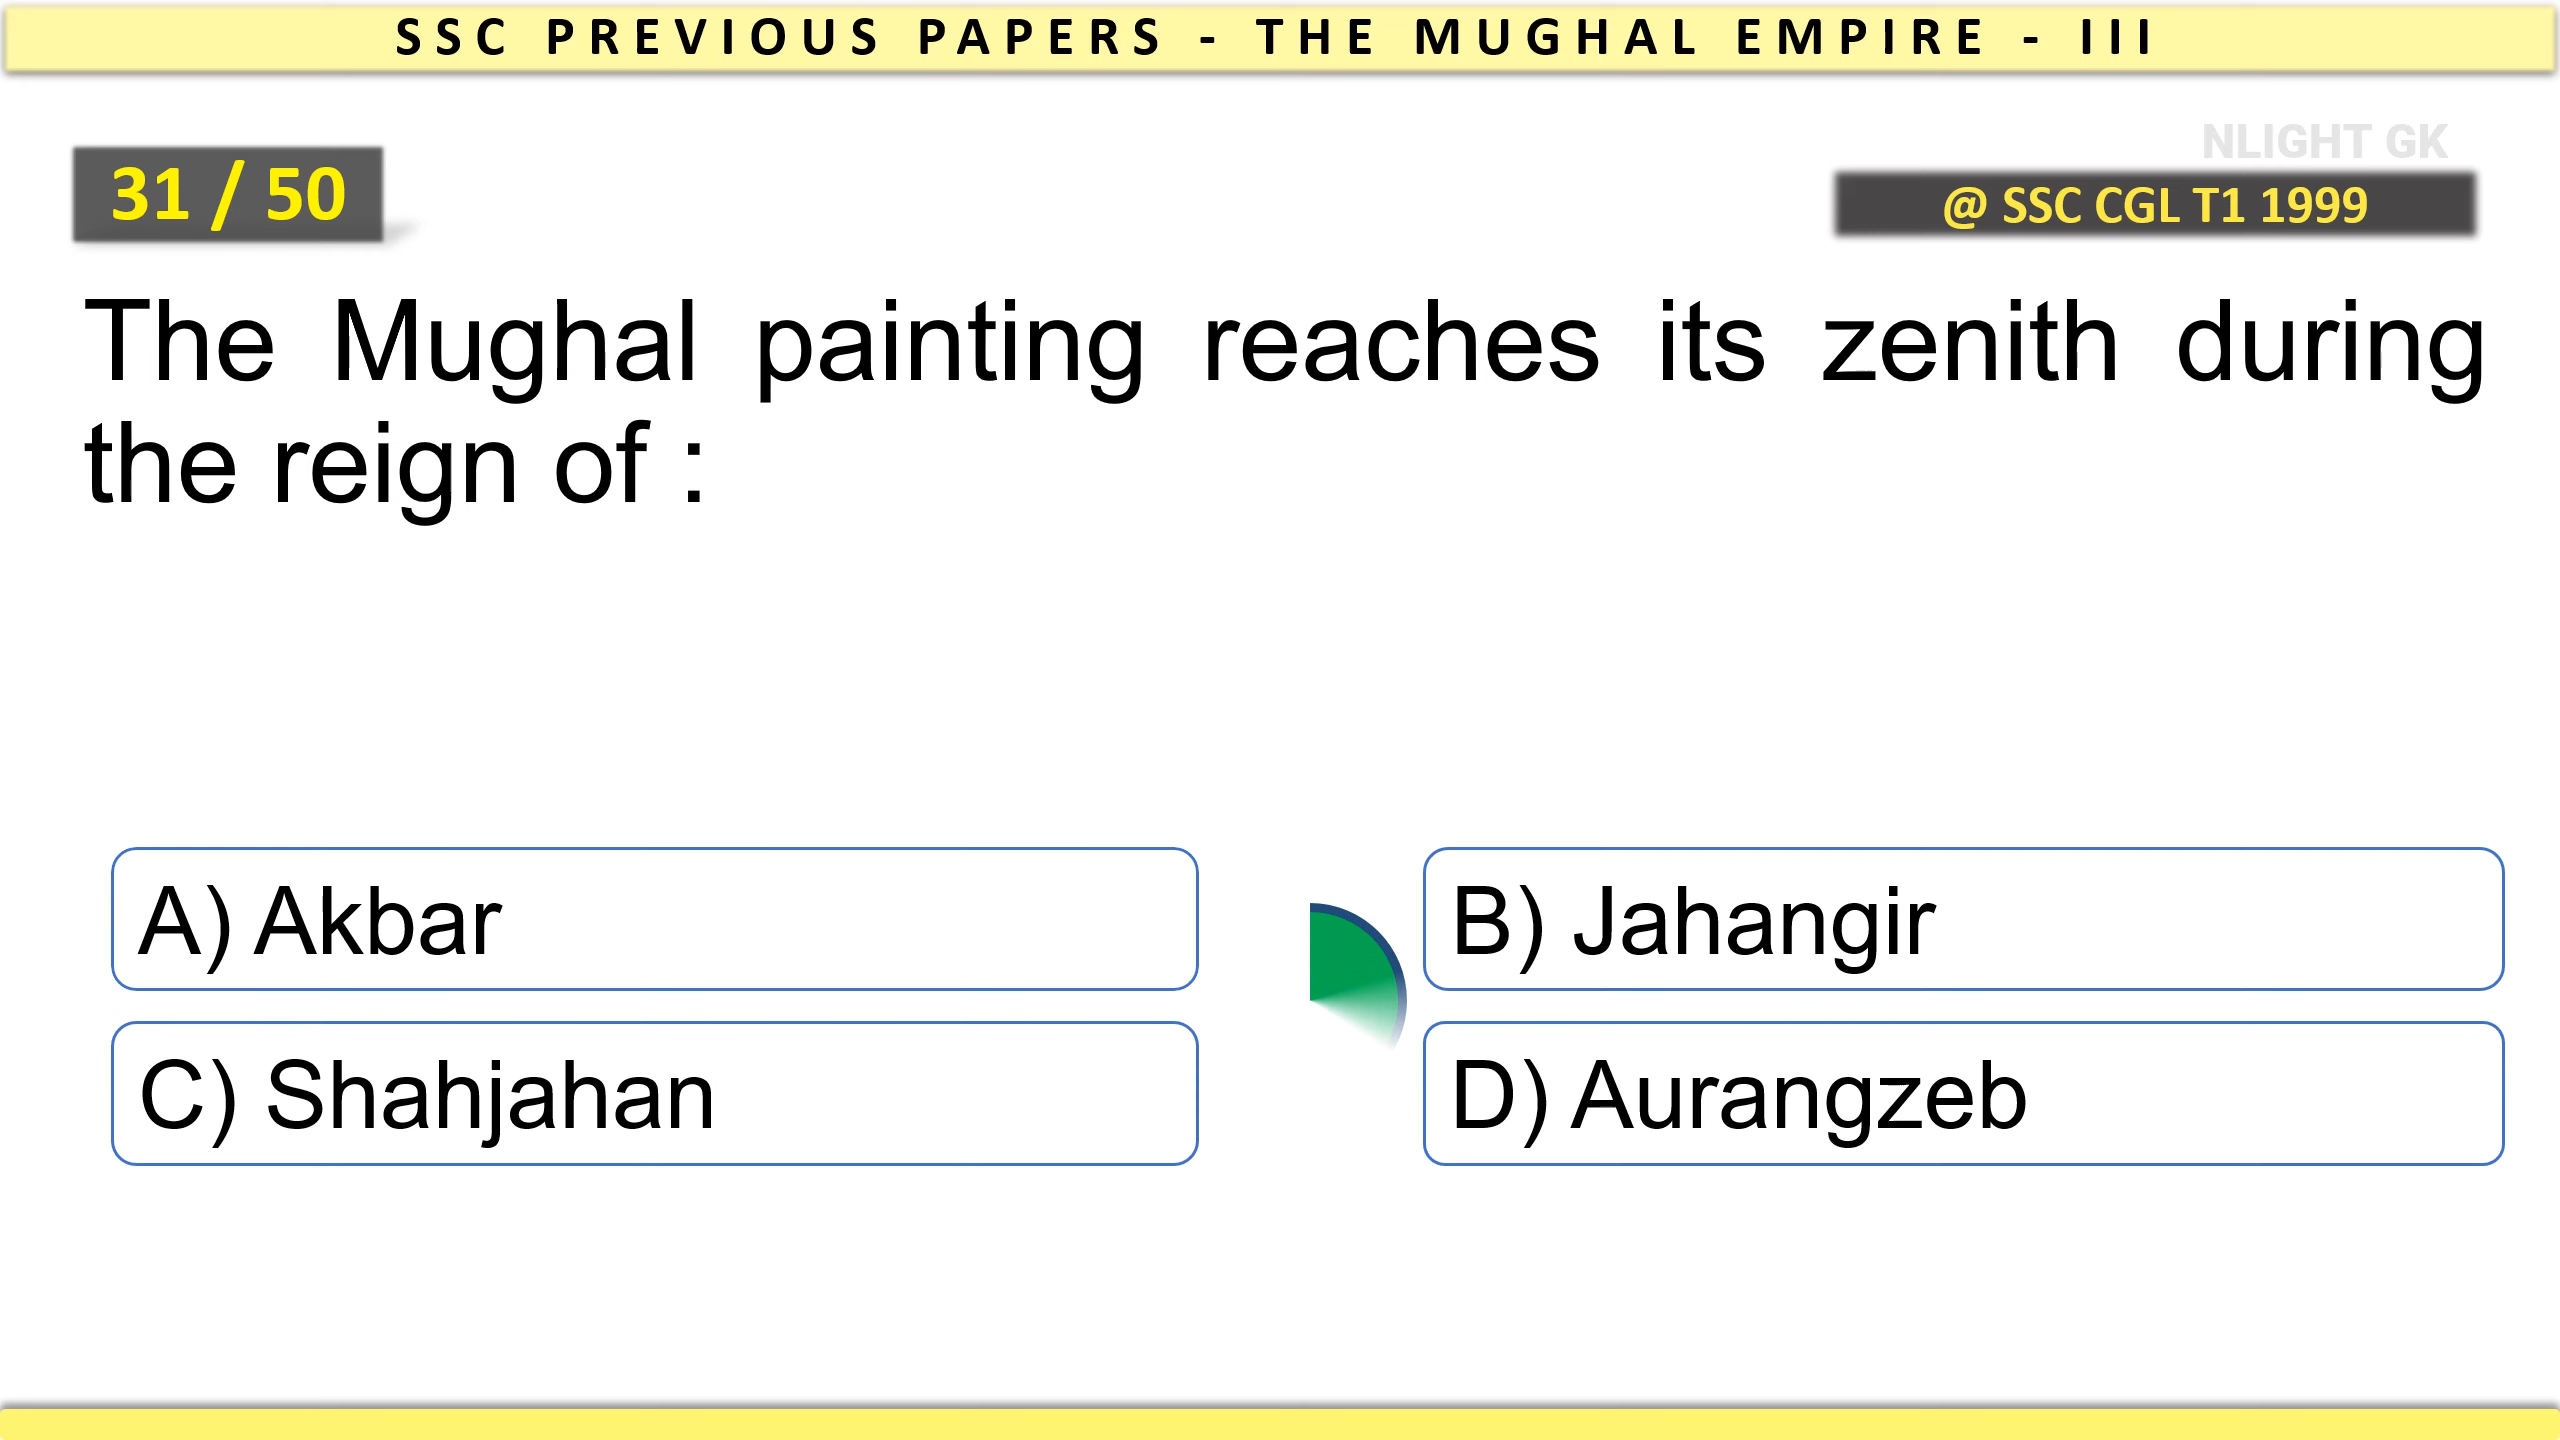 SSC PREVIOUS PAPERS - THE MUGHAL EMPIRE - III
NLIGHT GK
31 / 50
@ SSC CGL T1 1999
The Mughal painting reaches its zenith during
the reign of :
A) Akbar
B) Jahangir
C) Shahjahan
D) Aurangzeb